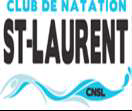 CLUB DE NATATION
ST-LAURENT
CNSL